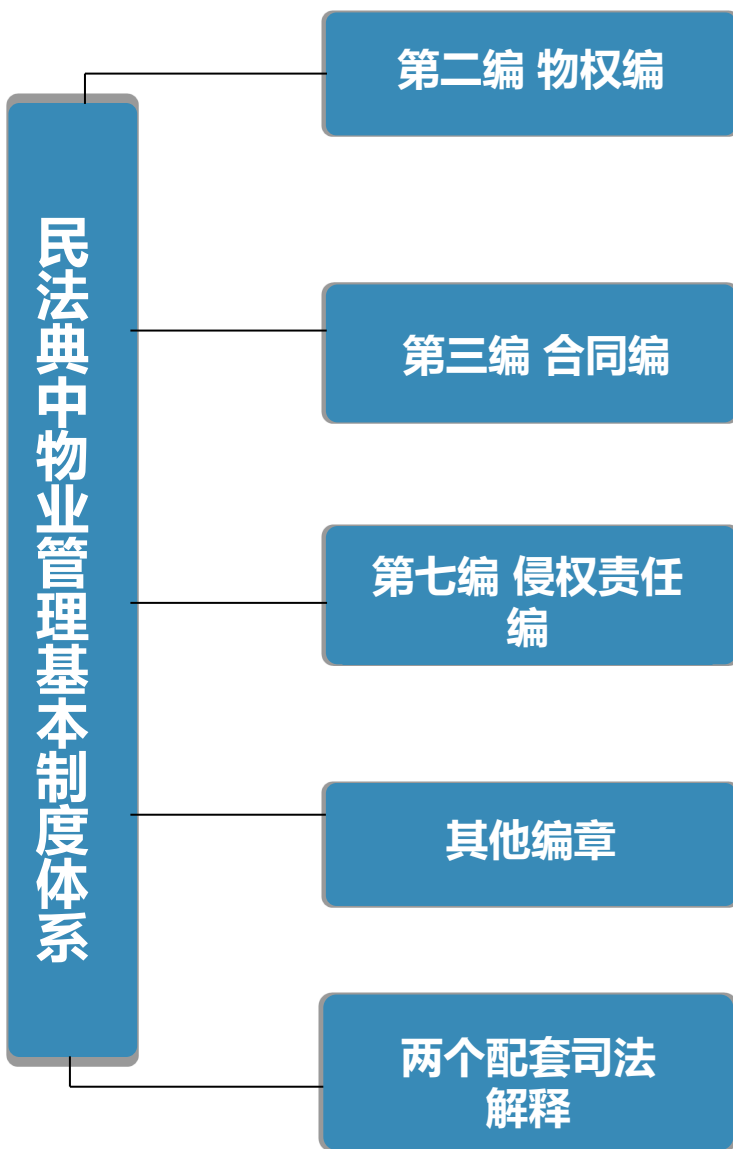 民法典中物业管理基本制度体系
第二编 物权编
第三编 合同编
第七编 侵权责任
编
其他编章
两个配套司法
解释